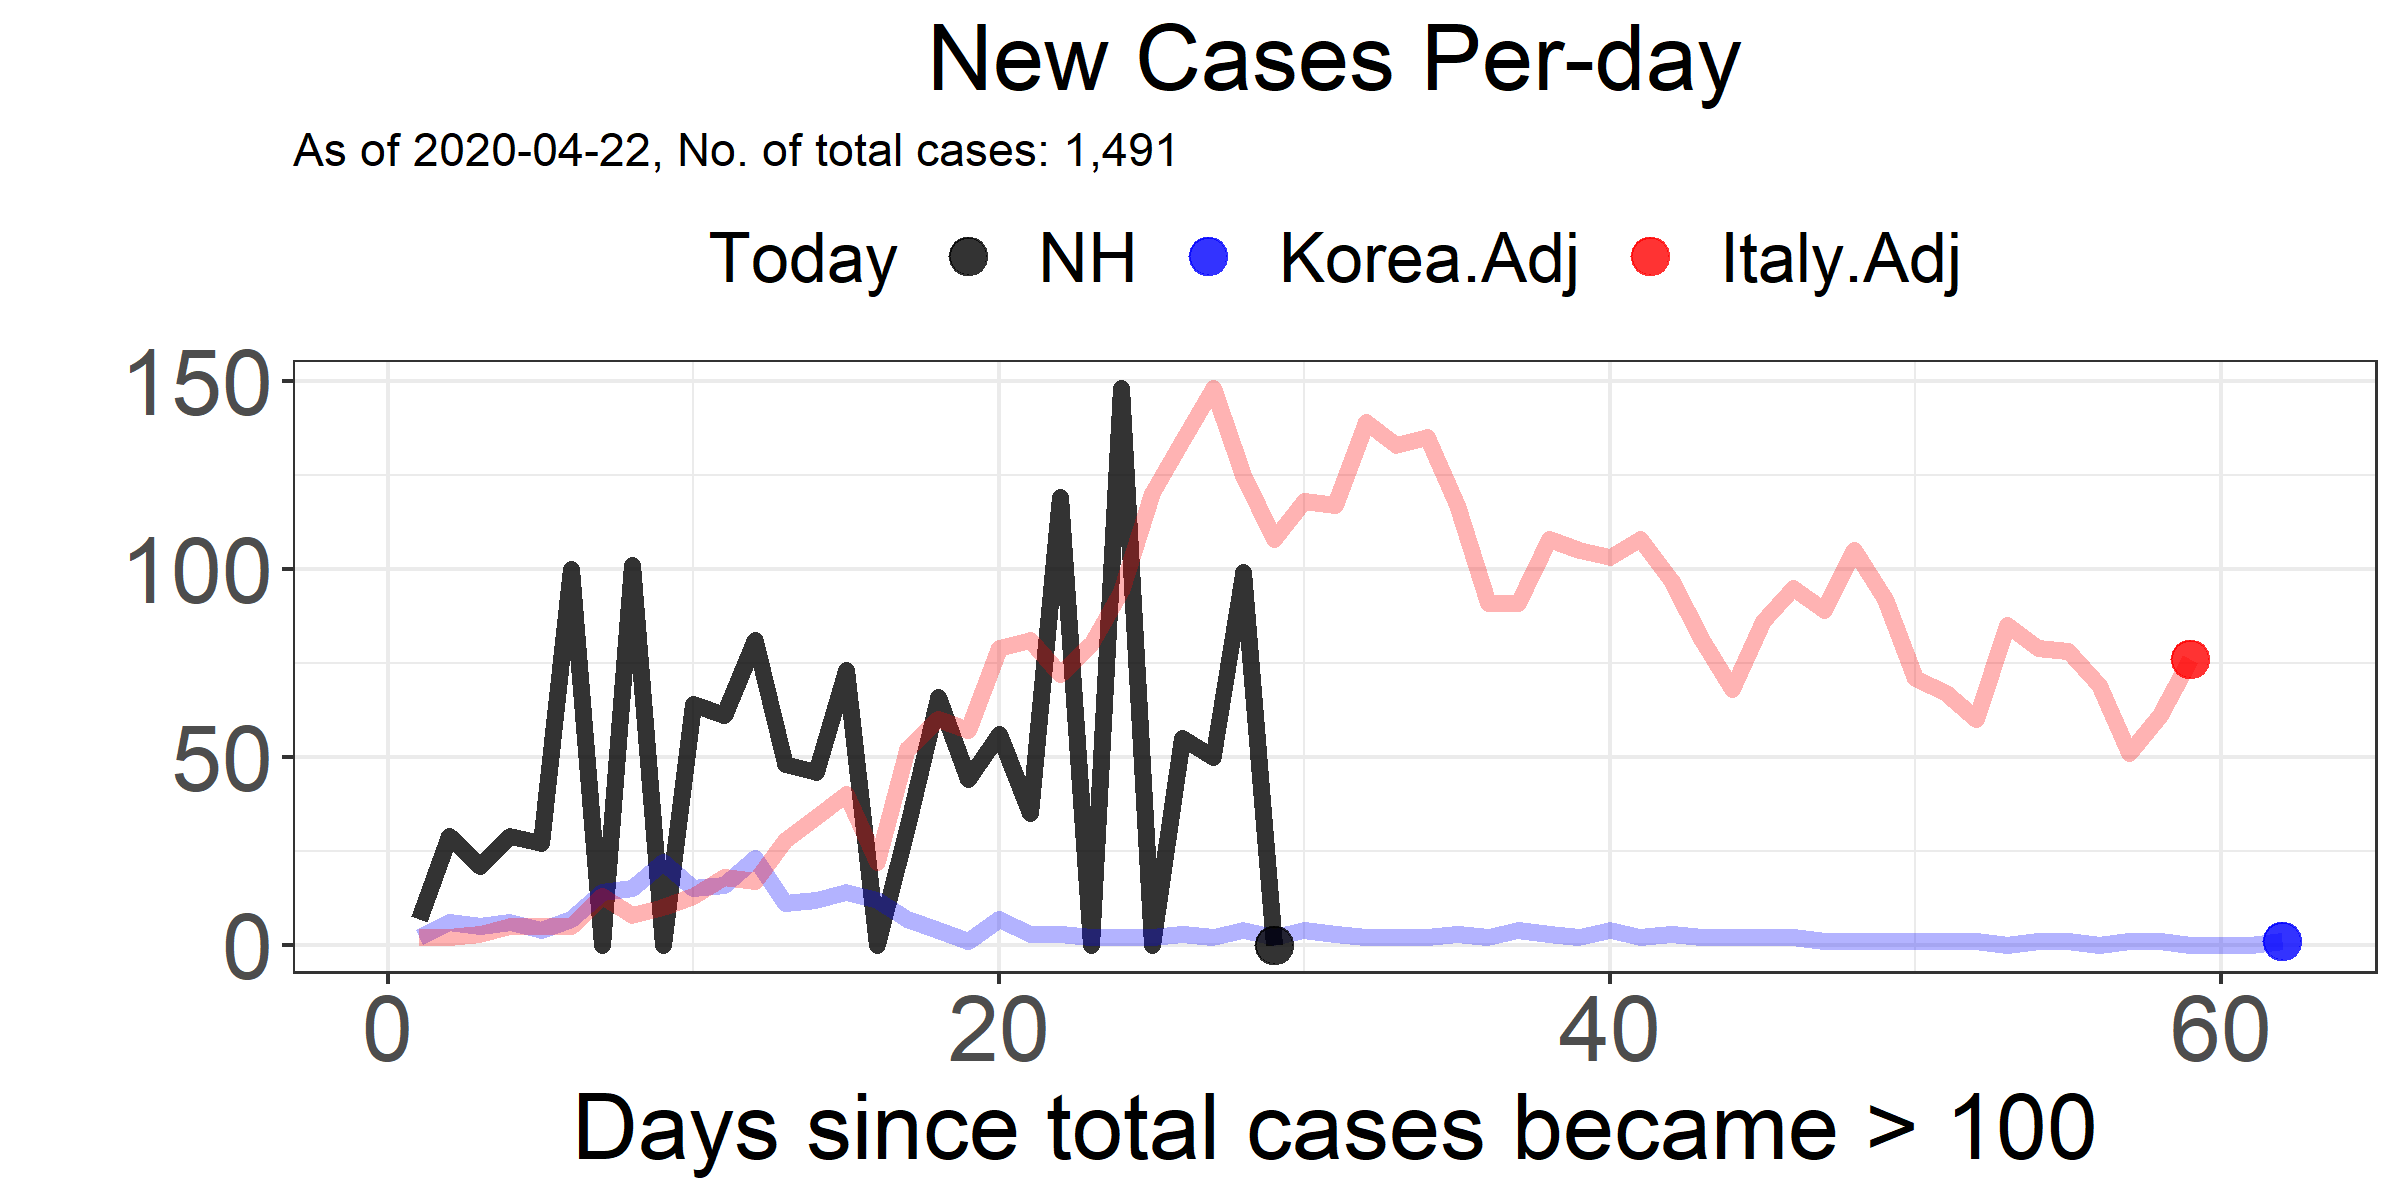 New Cases Per-day
As of 2020-04-22, No. of total cases: 1,491
Today NH Korea.Adj Italy.Adj
150
100
50
0
0 20 40 60
Days since total cases became > 100